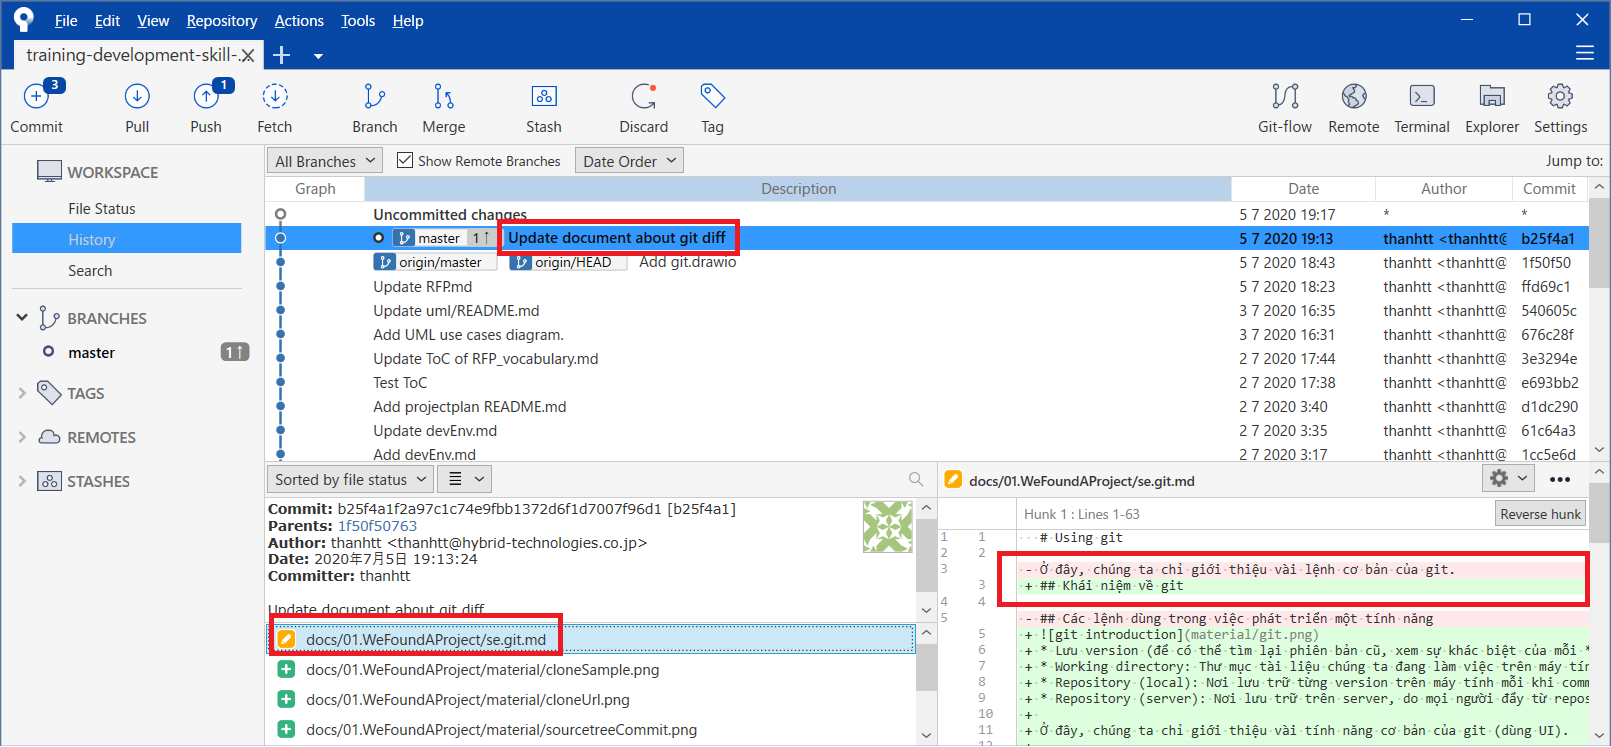 File Edit View Repository Actions Tools Help
training-development-skill-...
3 1
Commit Pull Push Fetch Branch Merge Stash Discard Tag Git-flow Remote Terminal Explorer Settings
WORKSPACE
File Status
History
Search
BRANCHES
master 1↑
TAGS
REMOTES
STASHES
All Branches Show Remote Branches Date Order Jump to:
Graph Description Date Author Commit
Uncommitted changes 5 7 2020 19:17 * *
master 1↑ Update document about git diff 5 7 2020 19:13 thanhtt <thanhtt@ b25f4a1
origin/master origin/HEAD Add git.drawio 5 7 2020 18:43 thanhtt <thanhtt@ 1f50f50
Update RFP.md 5 7 2020 18:23 thanhtt <thanhtt@ ffd69c1
Update uml/README.md 3 7 2020 16:35 thanhtt <thanhtt@ 540605c
Add UML use cases diagram. 3 7 2020 16:31 thanhtt <thanhtt@ 676c28f
Update ToC of RFP_vocabulary.md 2 7 2020 17:44 thanhtt <thanhtt@ 3e3294e
Test ToC 2 7 2020 17:38 thanhtt <thanhtt@ e693bb2
Add projectplan README.md 2 7 2020 3:40 thanhtt <thanhtt@ d1dc290
Update devEnv.md 2 7 2020 3:35 thanhtt <thanhtt@ 61c64a3
Add devEnv.md 2 7 2020 3:17 thanhtt <thanhtt@ 1cc5e6d
Sorted by file status
Commit: b25f4a1f2a97c1c74e9fbb1372d6f1d7007f96d1 [b25f4a1]
Parents: 1f50f50763
Author: thanhtt <thanhtt@hybrid-technologies.co.jp>
Date: 2020年7月5日 19:13:24
Committer: thanhtt
Update document about git diff
docs/01.WeFoundAProject/se.git.md
docs/01.WeFoundAProject/material/cloneSample.png
docs/01.WeFoundAProject/material/cloneUrl.png
docs/01.WeFoundAProject/material/sourcetreeCommit.png
docs/01.WeFoundAProject/se.git.md
Hunk 1 : Lines 1-63 Reverse hunk
1 1 # Using git
2 2
3 - Ở đây, chúng ta chỉ giới thiệu vài lệnh cơ bản của git.
3 + ## Khái niệm về git
4 4
5 - ## Các lệnh dùng trong việc phát triển một tính năng
5 + ![git introduction](material/git.png)
6 + * Lưu version (để có thể tìm lại phiên bản cũ, xem sự khác biệt của mỗi *
7 + * Working directory: Thư mục tài liệu chúng ta đang làm việc trên máy tín
8 + * Repository (local): Nơi lưu trữ từng version trên máy tính mỗi khi comm
9 + * Repository (server): Nơi lưu trữ trên server, do mọi người đẩy từ repos
10 +
11 + Ở đây, chúng ta chỉ giới thiệu vài tính năng cơ bản của git (dùng UI).
12 +